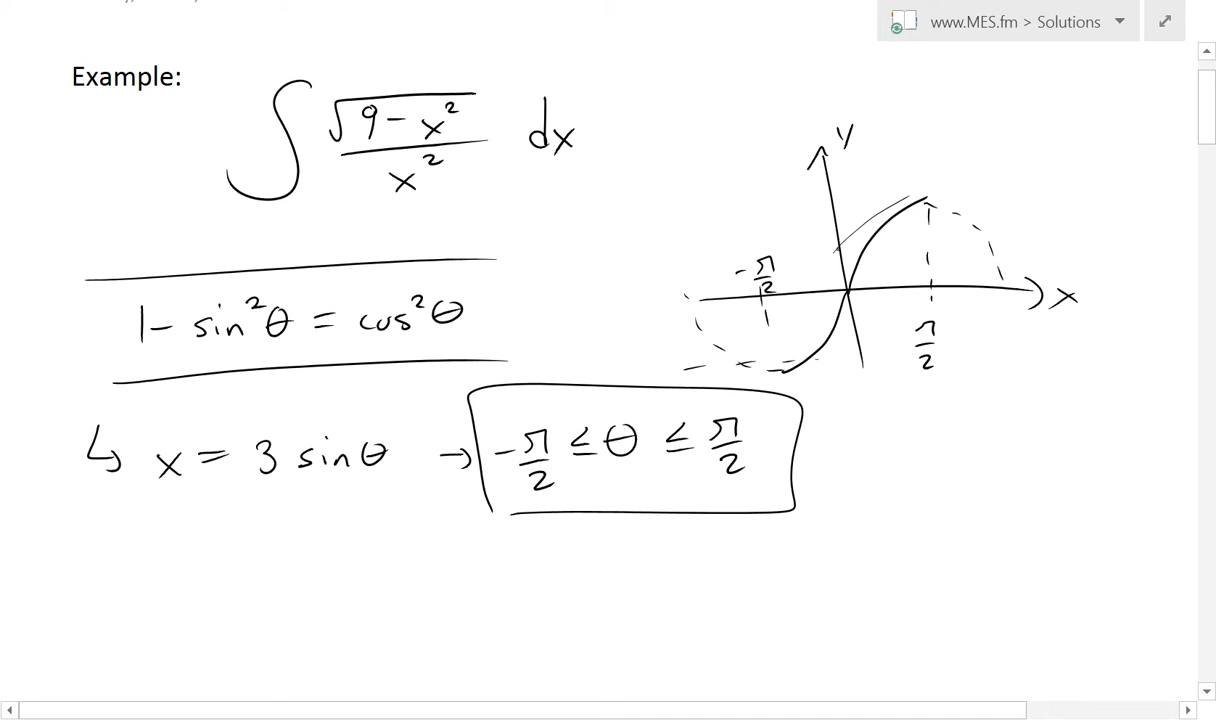 www.MES.fm > Solutions
Example:
∫ √(9 − x²) / x² dx
y
−π/2
x
π/2
1 − sin²θ = cos²θ
↳ x = 3 sinθ → −π/2 ≤ θ ≤ π/2